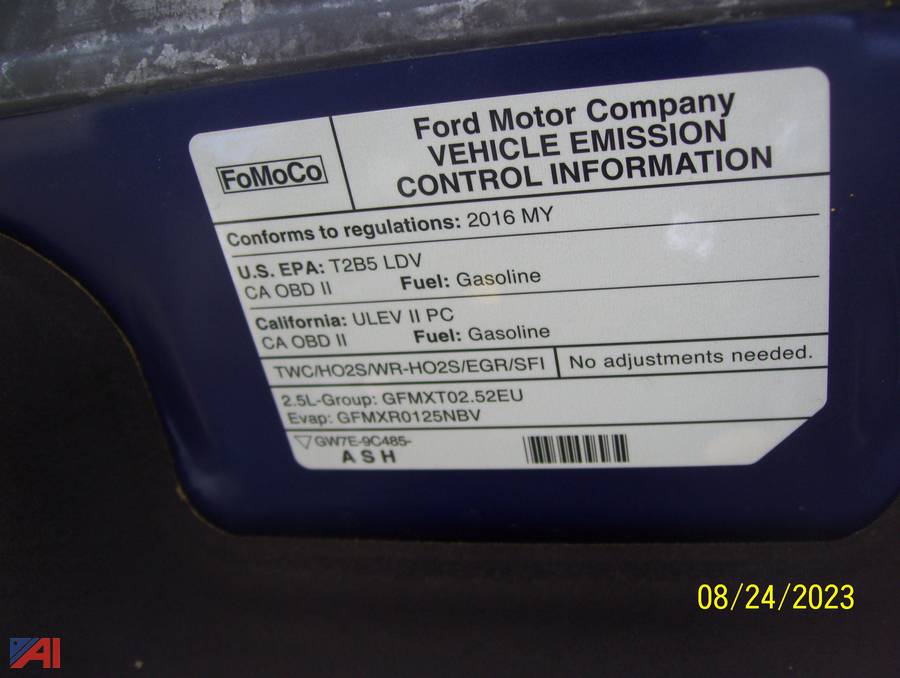 FoMoCo
Ford Motor Company
VEHICLE EMISSION
CONTROL INFORMATION
Conforms to regulations: 2016 MY
U.S. EPA: T2B5 LDV
CA OBD II Fuel: Gasoline
California: ULEV II PC
CA OBD II Fuel: Gasoline
TWC/HO2S/WR-HO2S/EGR/SFI No adjustments needed.
2.5L-Group: GFMXT02.52EU
Evap: GFMXR0125NBV
GW7E-9C485-
A S H
08/24/2023
AI